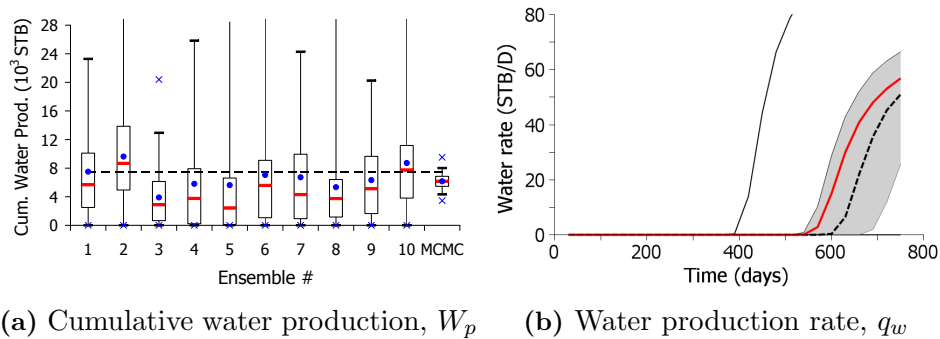 (a)
28
24
20
16
12
8
4
0
Cum. Water Prod. (10³ STB)
1 2 3 4 5 6 7 8 9 10 MCMC
Ensemble #
(a) Cumulative water production, Wₚ
(b)
80
60
40
20
0
Water rate (STB/D)
0 200 400 600 800
Time (days)
(b) Water production rate, q_w